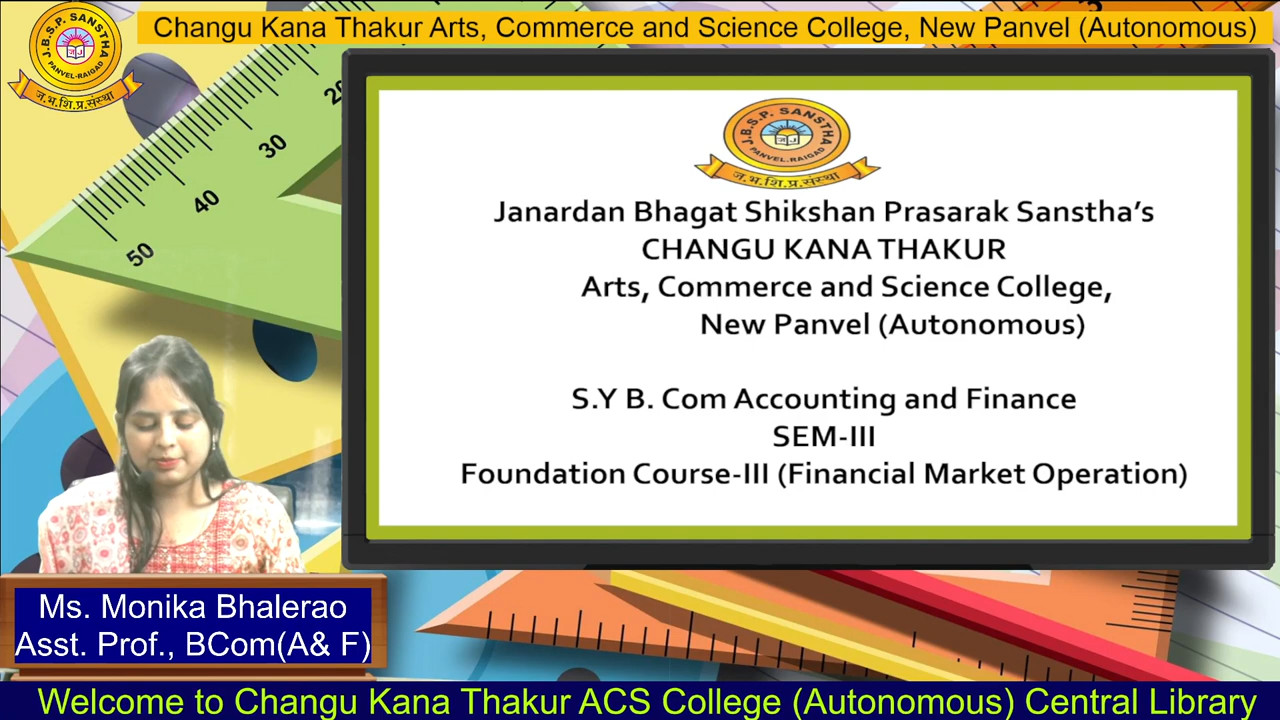 Changu Kana Thakur Arts, Commerce and Science College, New Panvel (Autonomous)
J.B.S.P. SANSTHA
PANVEL-RAIGAD
ज.भ.शि.प्र.संस्था
20
30
40
50
J.B.S.P. SANSTHA
PANVEL-RAIGAD
ज.भ.शि.प्र.संस्था
Janardan Bhagat Shikshan Prasarak Sanstha's
CHANGU KANA THAKUR
Arts, Commerce and Science College,
New Panvel (Autonomous)
S.Y B. Com Accounting and Finance
SEM-III
Foundation Course-III (Financial Market Operation)
Ms. Monika Bhalerao
Asst. Prof., BCom(A& F)
Welcome to Changu Kana Thakur ACS College (Autonomous) Central Library